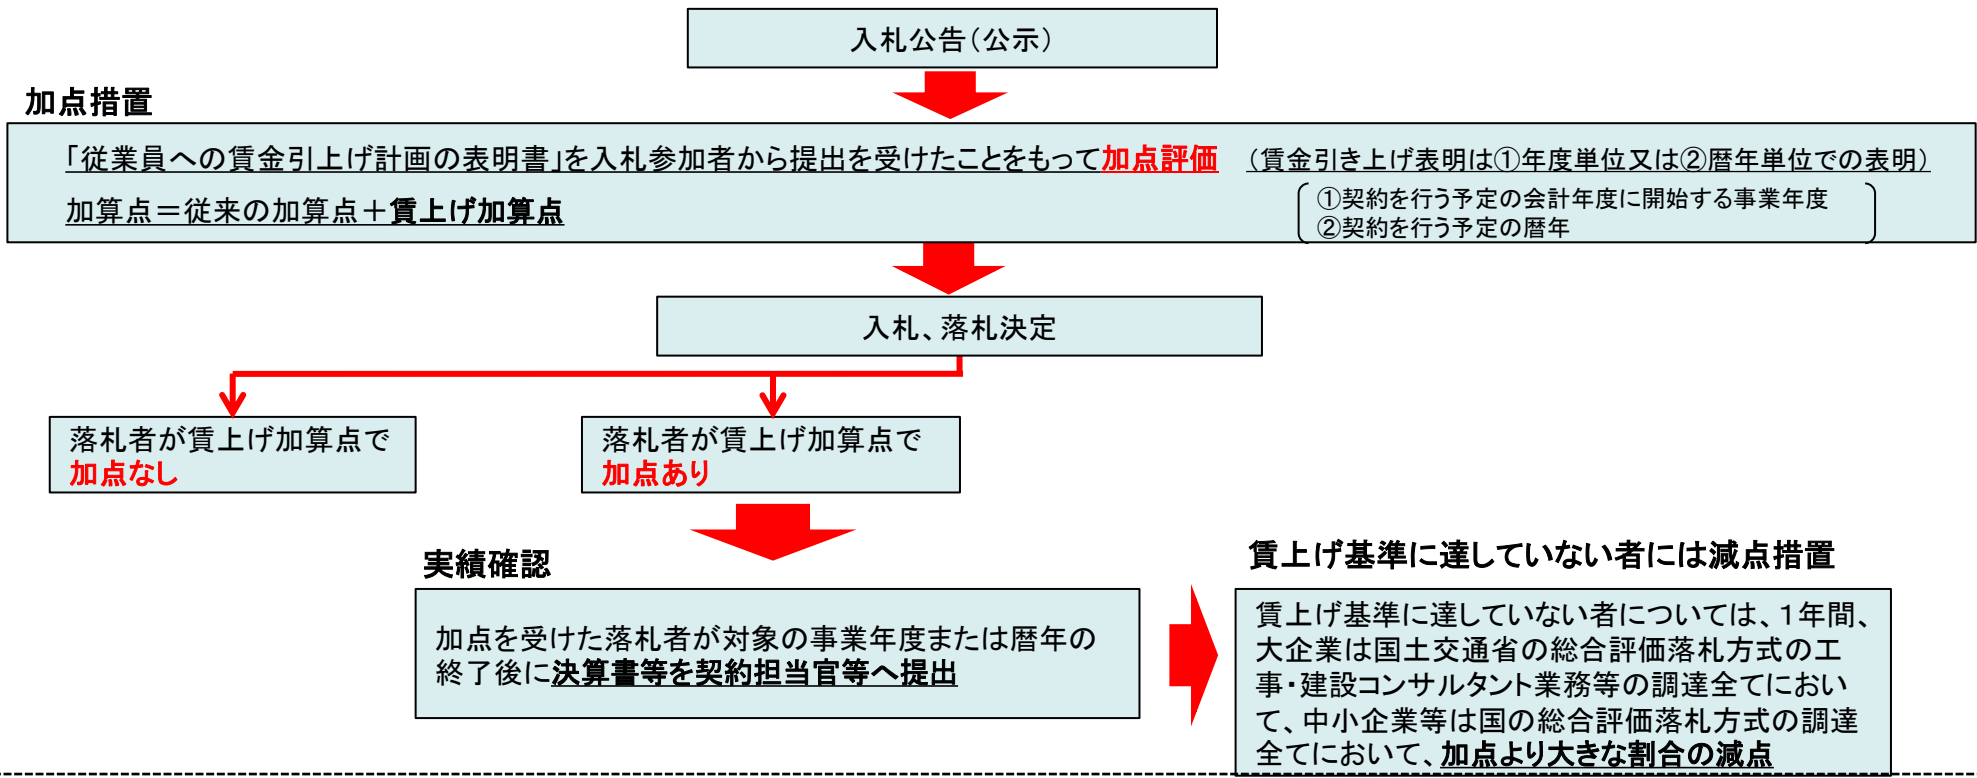 入札公告(公示)
加点措置
「従業員への賃金引上げ計画の表明書」を入札参加者から提出を受けたことをもって加点評価 (賃金引き上げ表明は①年度単位又は②暦年単位での表明)
加算点＝従来の加算点＋賃上げ加算点
①契約を行う予定の会計年度に開始する事業年度
②契約を行う予定の暦年
入札、落札決定
落札者が賃上げ加算点で
加点なし
落札者が賃上げ加算点で
加点あり
実績確認
加点を受けた落札者が対象の事業年度または暦年の
終了後に決算書等を契約担当官等へ提出
賃上げ基準に達していない者には減点措置
賃上げ基準に達していない者については、１年間、
大企業は国土交通省の総合評価落札方式の工
事・建設コンサルタント業務等の調達全てにおい
て、中小企業等は国の総合評価落札方式の調達
全てにおいて、加点より大きな割合の減点